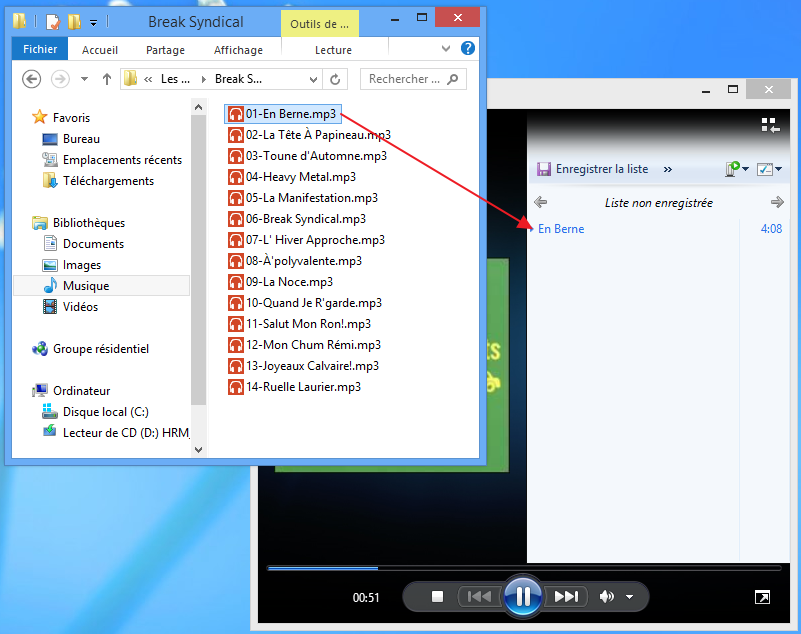 Break Syndical
Outils de ...
Fichier
Accueil
Partage
Affichage
Lecture
« Les ... Break S...
Rechercher ...
Favoris
Bureau
Emplacements récents
Téléchargements
Bibliothèques
Documents
Images
Musique
Vidéos
Groupe résidentiel
Ordinateur
Disque local (C:)
Lecteur de CD (D:) HRM_
01-En Berne.mp3
02-La Tête À Papineau.mp3
03-Toune d'Automne.mp3
04-Heavy Metal.mp3
05-La Manifestation.mp3
06-Break Syndical.mp3
07-L' Hiver Approche.mp3
08-À'polyvalente.mp3
09-La Noce.mp3
10-Quand Je R'garde.mp3
11-Salut Mon Ron!.mp3
12-Mon Chum Rémi.mp3
13-Joyeaux Calvaire!.mp3
14-Ruelle Laurier.mp3
Enregistrer la liste »
Liste non enregistrée
En Berne 4:08
00:51